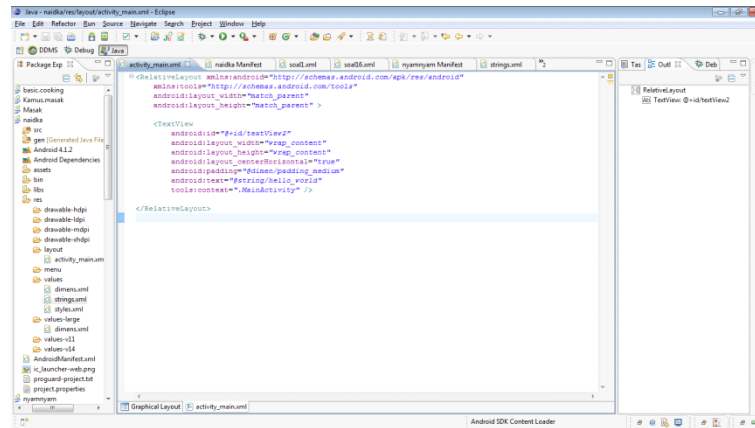 Java - naidka/res/layout/activity_main.xml - Eclipse
File Edit Refactor Run Source Navigate Search Project Window Help
DDMS Debug Java
Package Exp
activity_main.xml naidka Manifest soal1.xml soal16.xml nyamnyam Manifest strings.xml »2
Tas Outl Deb
basic.cooking
Kamus.masak
Masak
naidka
src
gen [Generated Java File
Android 4.1.2
Android Dependencies
assets
bin
libs
res
drawable-hdpi
drawable-ldpi
drawable-mdpi
drawable-xhdpi
layout
activity_main.xm
menu
values
dimens.xml
strings.xml
styles.xml
values-large
dimens.xml
values-v11
values-v14
AndroidManifest.xml
ic_launcher-web.png
proguard-project.txt
project.properties
nyamnyam
<RelativeLayout xmlns:android="http://schemas.android.com/apk/res/android"
xmlns:tools="http://schemas.android.com/tools"
android:layout_width="match_parent"
android:layout_height="match_parent" >
<TextView
android:id="@+id/textView2"
android:layout_width="wrap_content"
android:layout_height="wrap_content"
android:layout_centerHorizontal="true"
android:padding="@dimen/padding_medium"
android:text="@string/hello_world"
tools:context=".MainActivity" />
</RelativeLayout>
RelativeLayout
Ab TextView: @+id/textView2
Graphical Layout activity_main.xml
Android SDK Content Loader